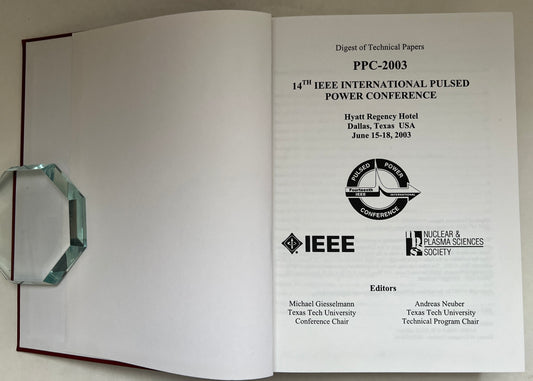 Digest of Technical Papers
PPC-2003
14TH IEEE INTERNATIONAL PULSED
POWER CONFERENCE
Hyatt Regency Hotel
Dallas, Texas USA
June 15-18, 2003
PULSED POWER
Fourteenth
IEEE INTERNATIONAL
CONFERENCE
IEEE
NUCLEAR &
PLASMA SCIENCES
SOCIETY
Editors
Michael Giesselmann
Texas Tech University
Conference Chair
Andreas Neuber
Texas Tech University
Technical Program Chair